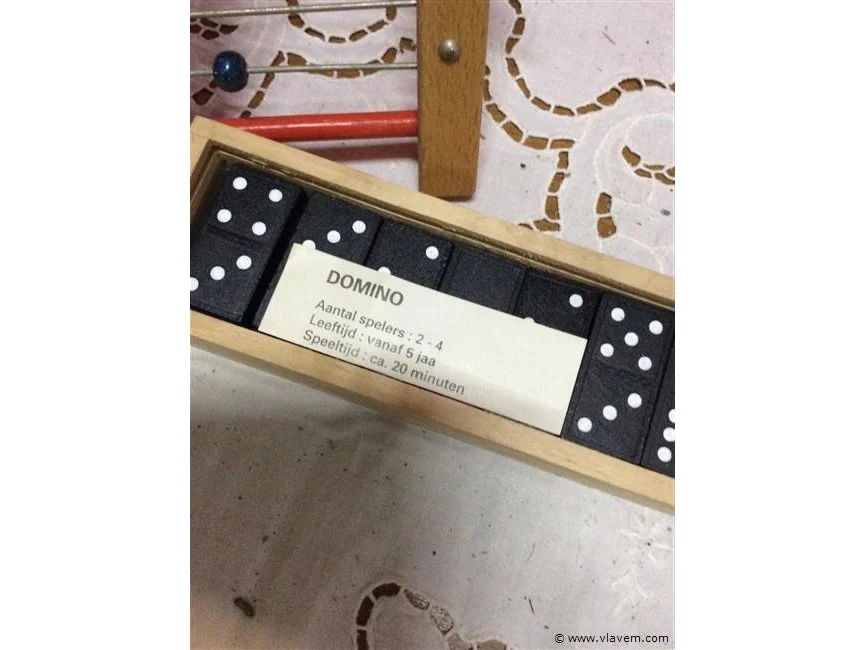 DOMINO
Aantal spelers : 2 - 4
Leeftijd : vanaf 5 jaa
Speeltijd : ca. 20 minuten
© www.vlavem.com